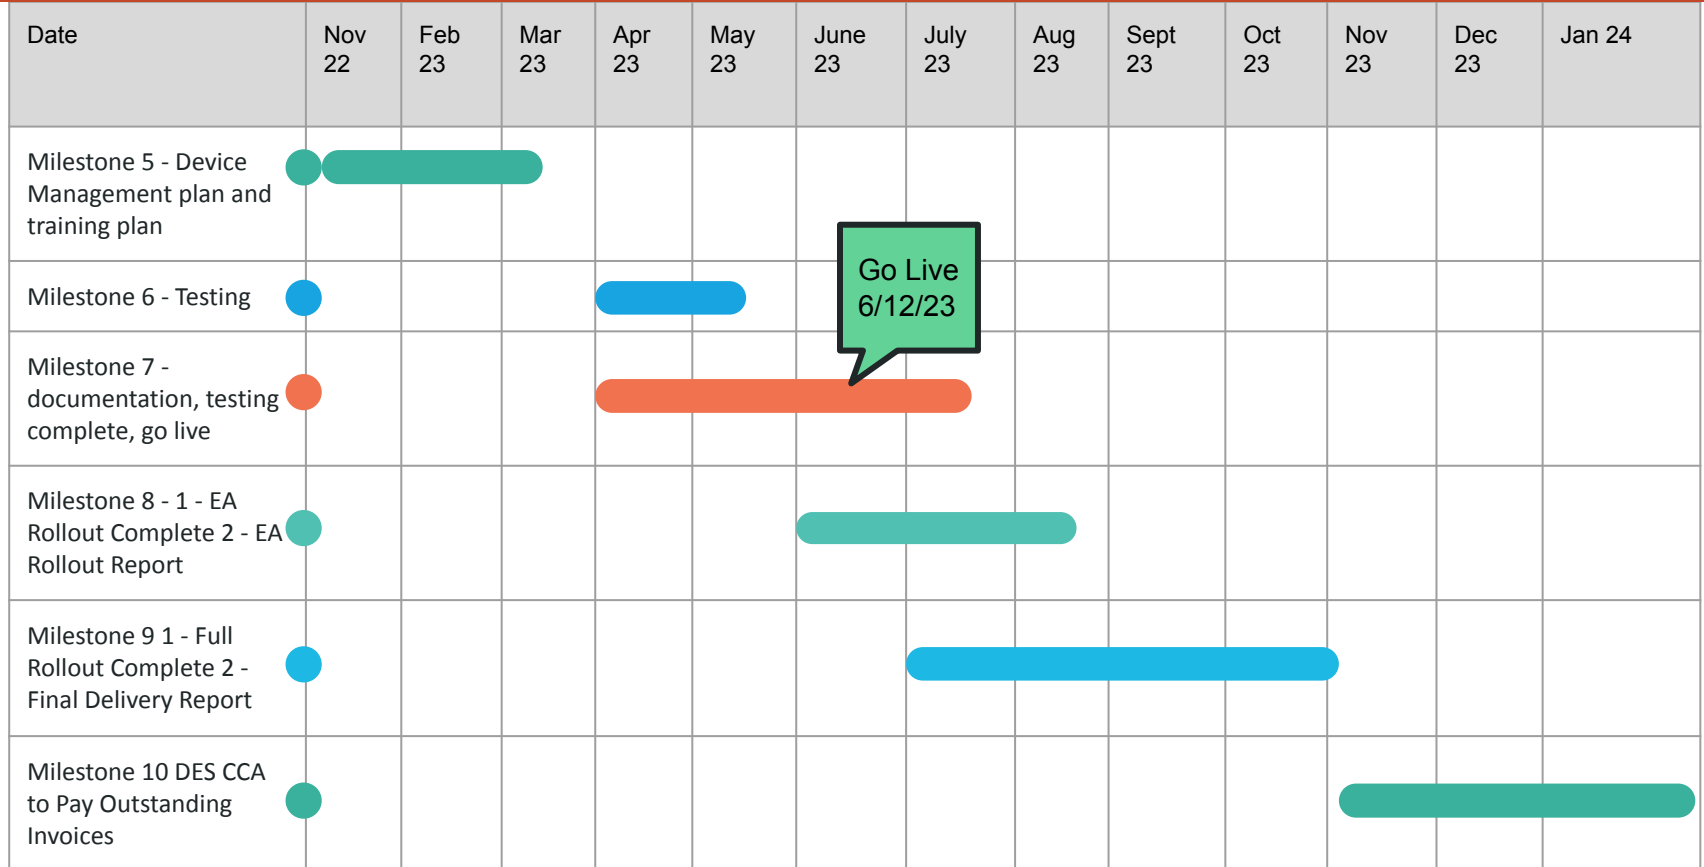 Date
Nov
22
Feb
23
Mar
23
Apr
23
May
23
June
23
July
23
Aug
23
Sept
23
Oct
23
Nov
23
Dec
23
Jan 24
Milestone 5 - Device
Management plan and
training plan
Go Live
6/12/23
Milestone 6 - Testing
Milestone 7 -
documentation, testing
complete, go live
Milestone 8 - 1 - EA
Rollout Complete 2 - EA
Rollout Report
Milestone 9 1 - Full
Rollout Complete 2 -
Final Delivery Report
Milestone 10 DES CCA
to Pay Outstanding
Invoices